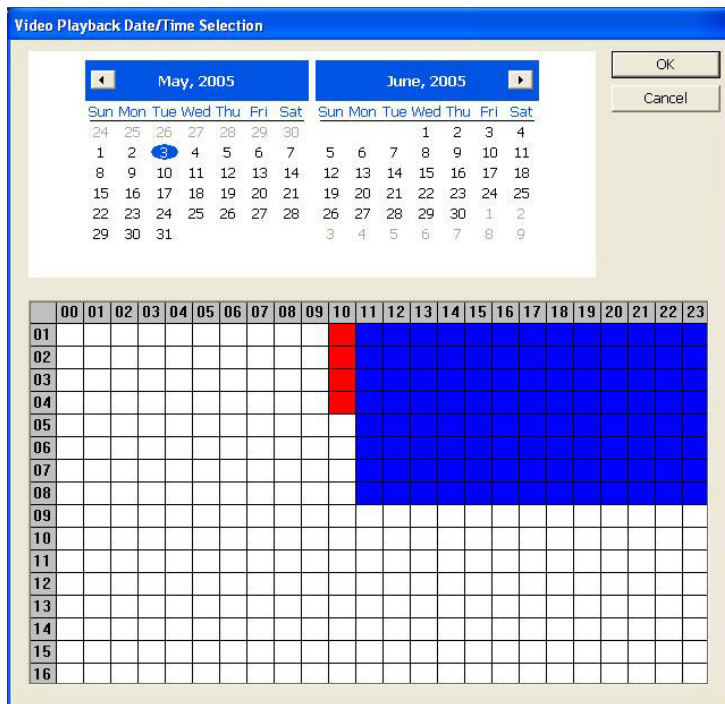 Video Playback Date/Time Selection
OK
Cancel
May, 2005 June, 2005
Sun Mon Tue Wed Thu Fri Sat Sun Mon Tue Wed Thu Fri Sat
24 25 26 27 28 29 30 1 2 3 4
1 2 3 4 5 6 7 5 6 7 8 9 10 11
8 9 10 11 12 13 14 12 13 14 15 16 17 18
15 16 17 18 19 20 21 19 20 21 22 23 24 25
22 23 24 25 26 27 28 26 27 28 29 30 1 2
29 30 31 3 4 5 6 7 8 9
00 01 02 03 04 05 06 07 08 09 10 11 12 13 14 15 16 17 18 19 20 21 22 23
01
02
03
04
05
06
07
08
09
10
11
12
13
14
15
16